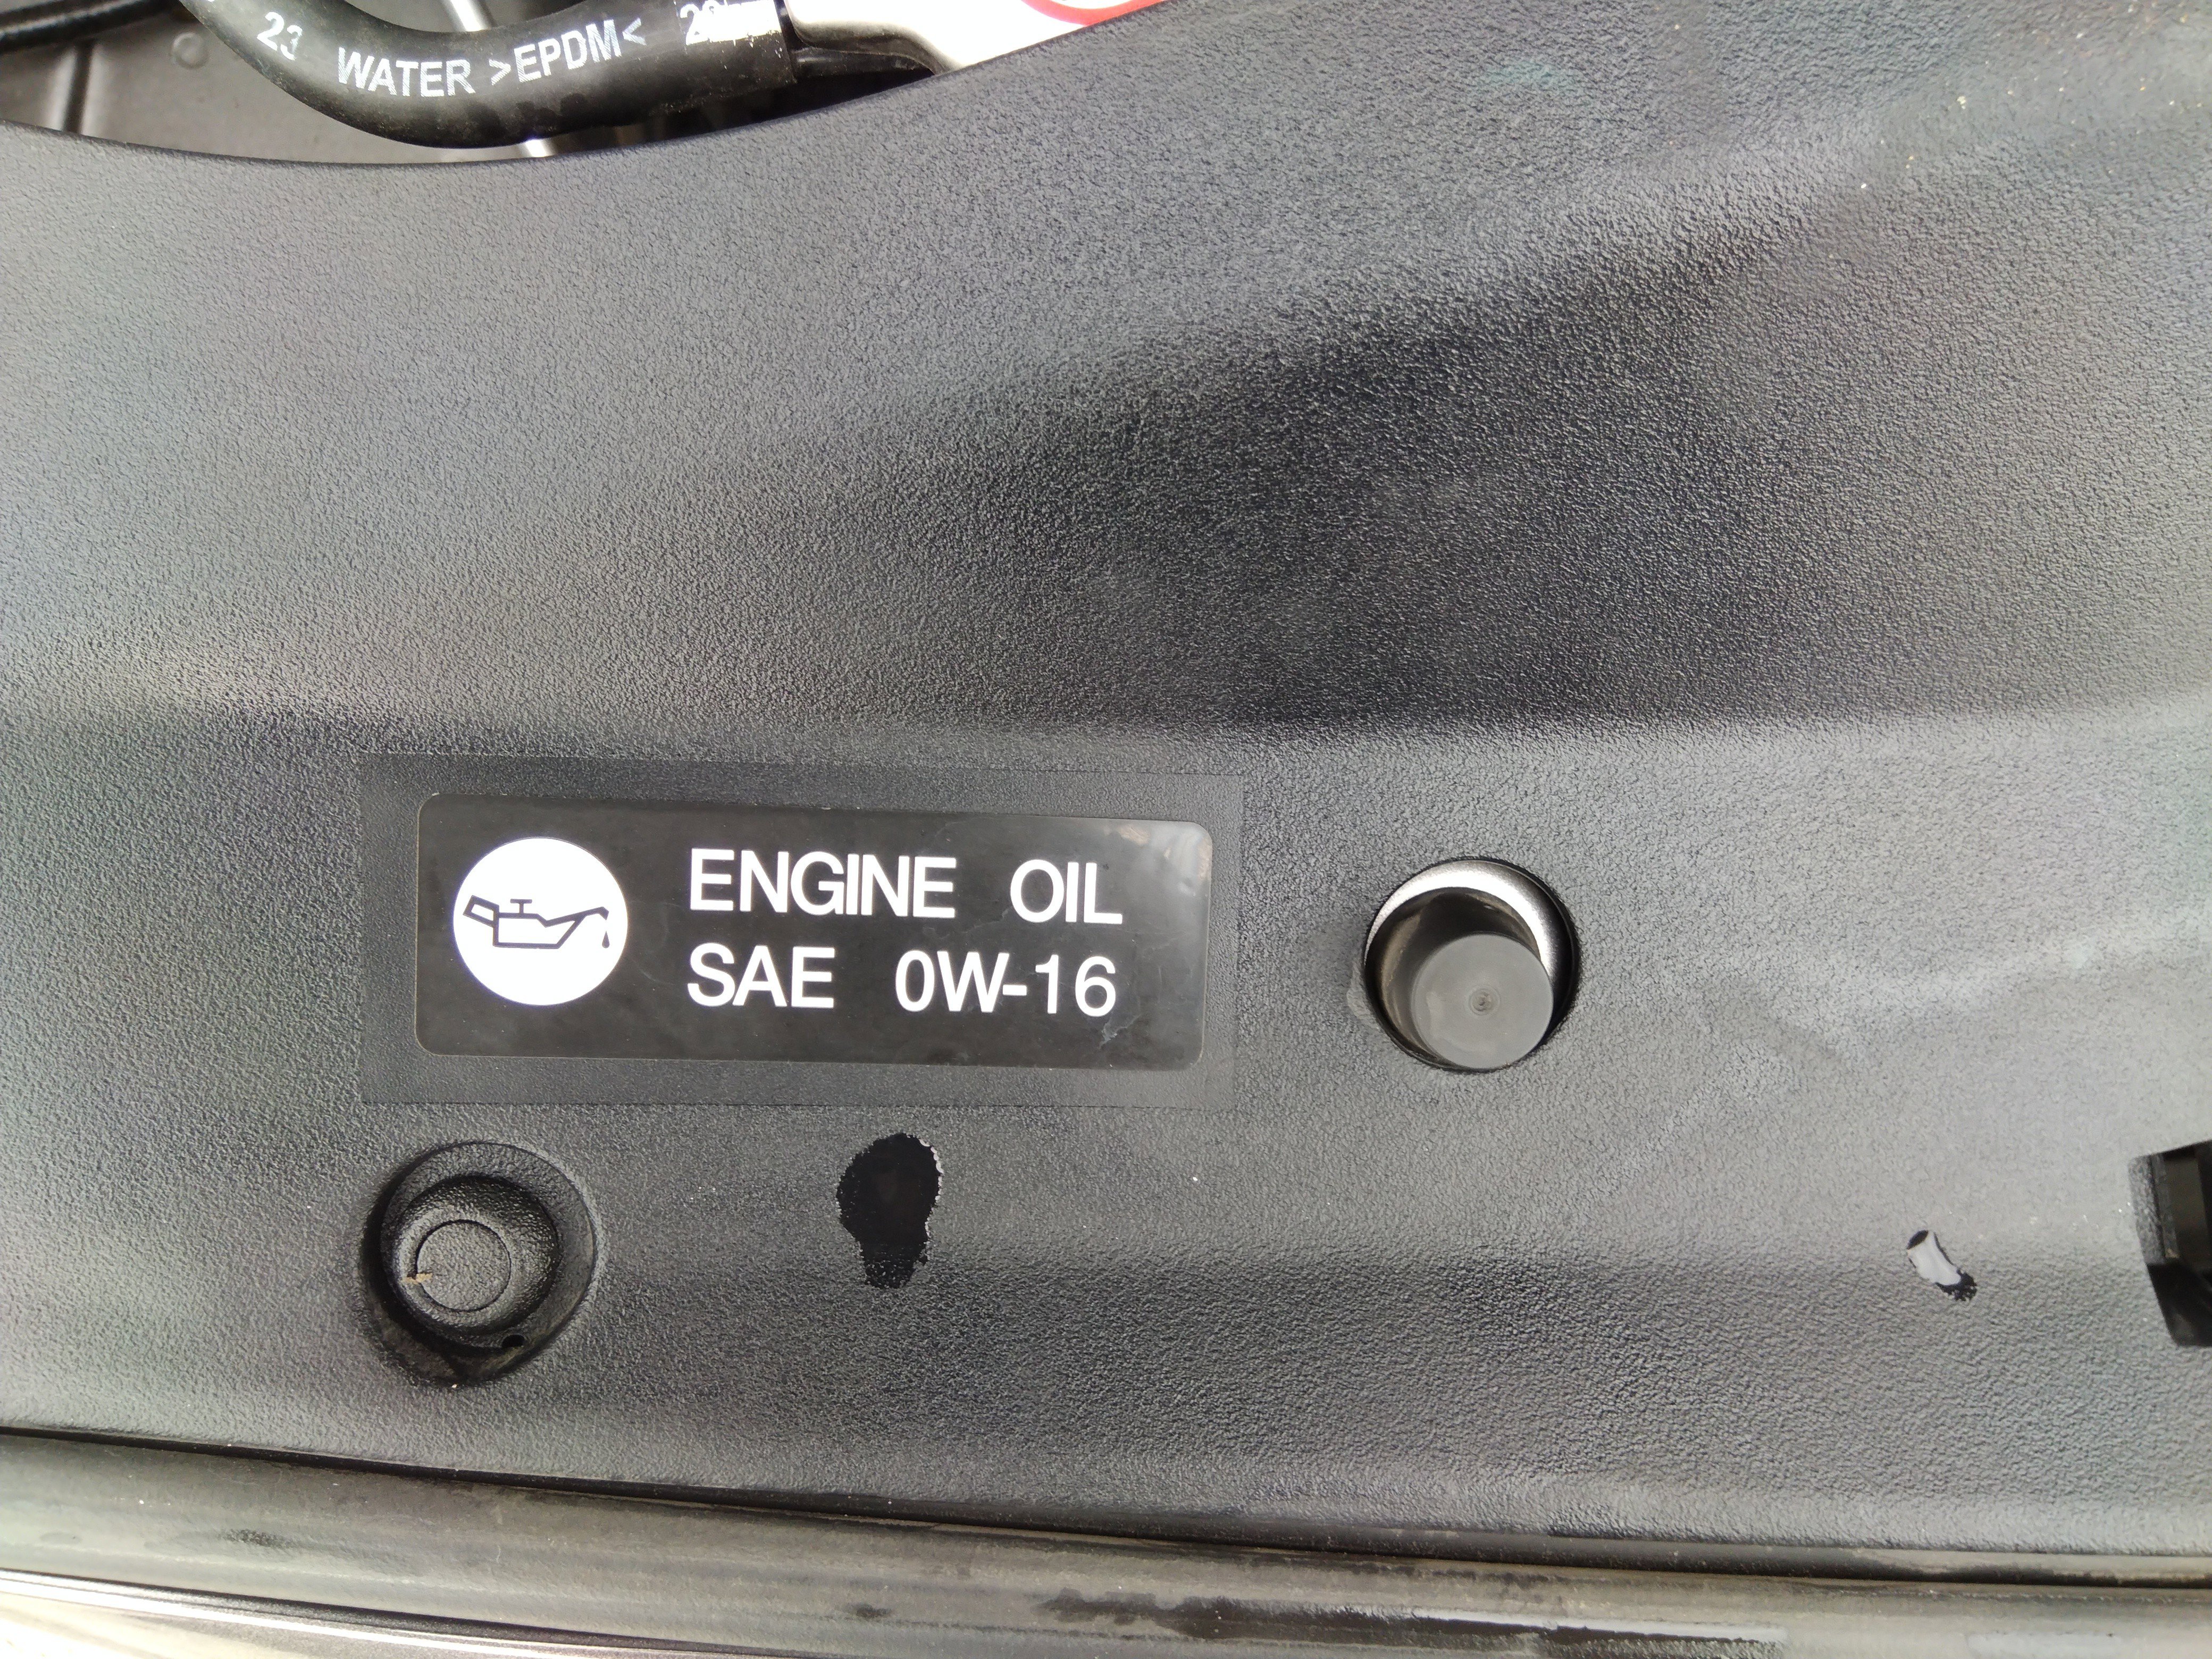 23 WATER >EPDM<
ENGINE OIL
SAE 0W-16